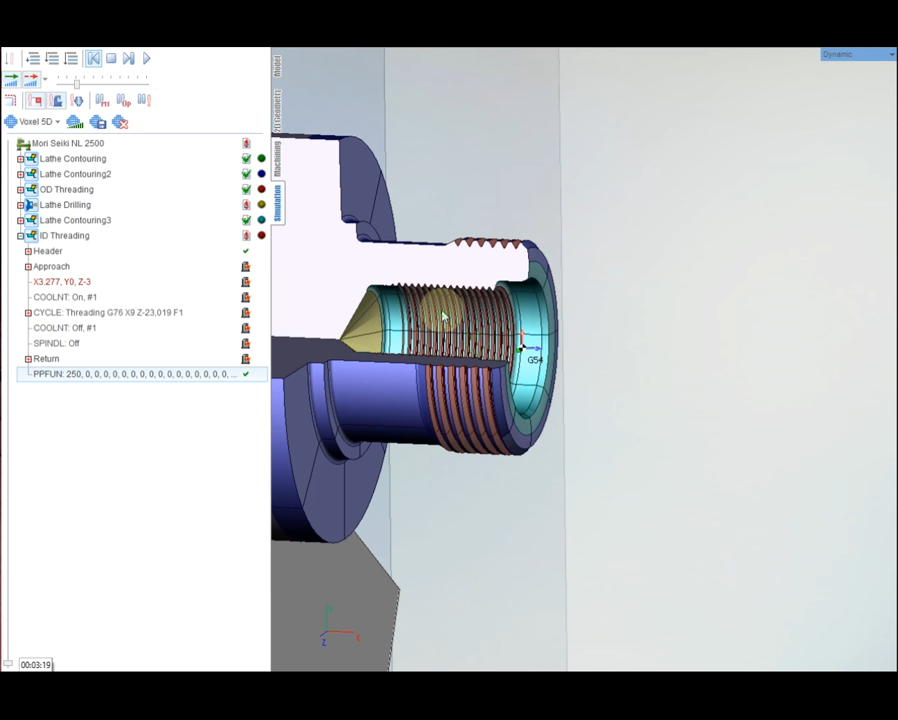 Dynamic
Voxel 5D
Mori Seiki NL 2500
Lathe Contouring
Lathe Contouring2
OD Threading
Lathe Drilling
Lathe Contouring3
ID Threading
Header
Approach
X3.277, Y0, Z-3
COOLNT: On, #1
CYCLE: Threading G76 X9 Z-23,019 F1
COOLNT: Off, #1
SPINDL: Off
Return
PPFUN: 250, 0, 0, 0, 0, 0, 0, 0, 0, 0, 0, 0, 0, 0, 0, 0, ...
00:03:19
Model
Machining
Simulation
G54
Z